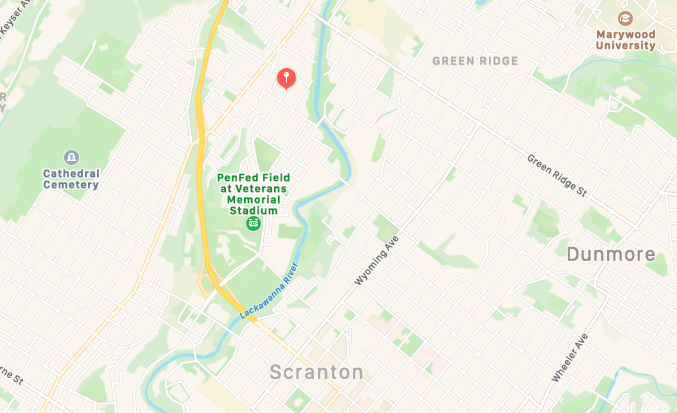 Keyser Av
Marywood
University
GREEN RIDGE
R
Y
Cathedral
Cemetery
Green Ridge St
PenFed Field
at Veterans
Memorial
Stadium
Wyoming Ave
Dunmore
Lackawanna River
Wheeler Ave
Scranton
rne St